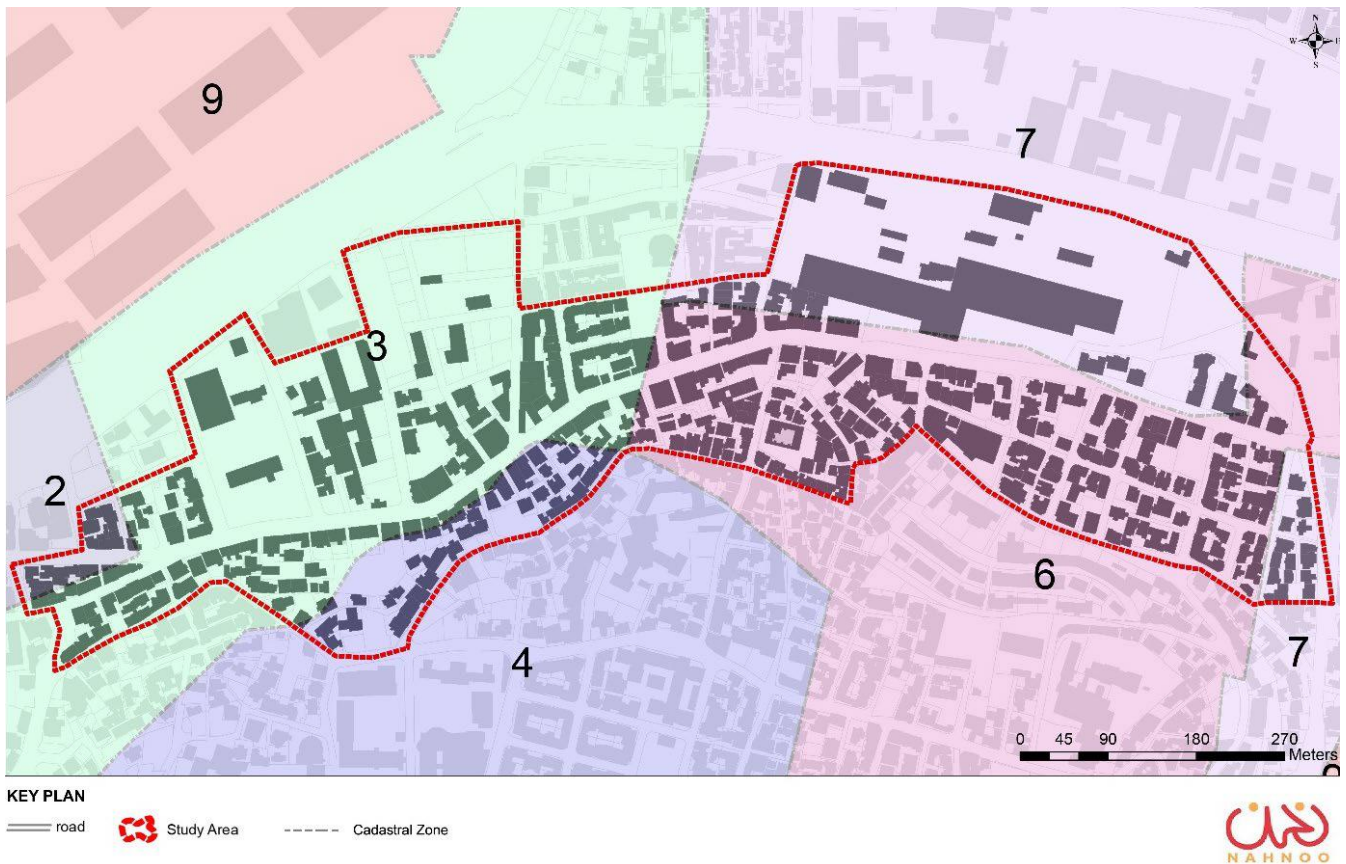 N
W E
S
9
7
3
2
6
4
7
0 45 90 180 270
Meters
KEY PLAN
road
Study Area
Cadastral Zone
نحن
NAHNOO